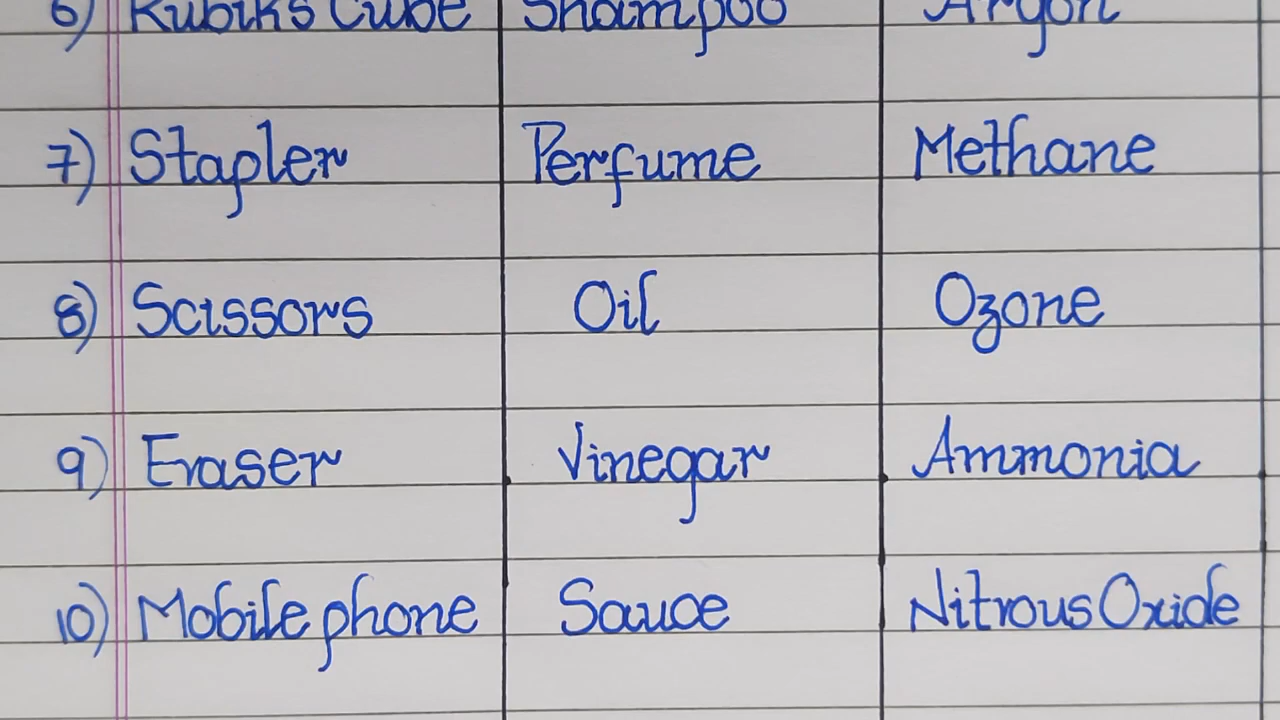 6) Rubiks Cube Shampoo Argon
7) Stapler Perfume Methane
8) Scissors Oil Ozone
9) Eraser Vinegar Ammonia
10) Mobile phone Sauce Nitrous Oxide